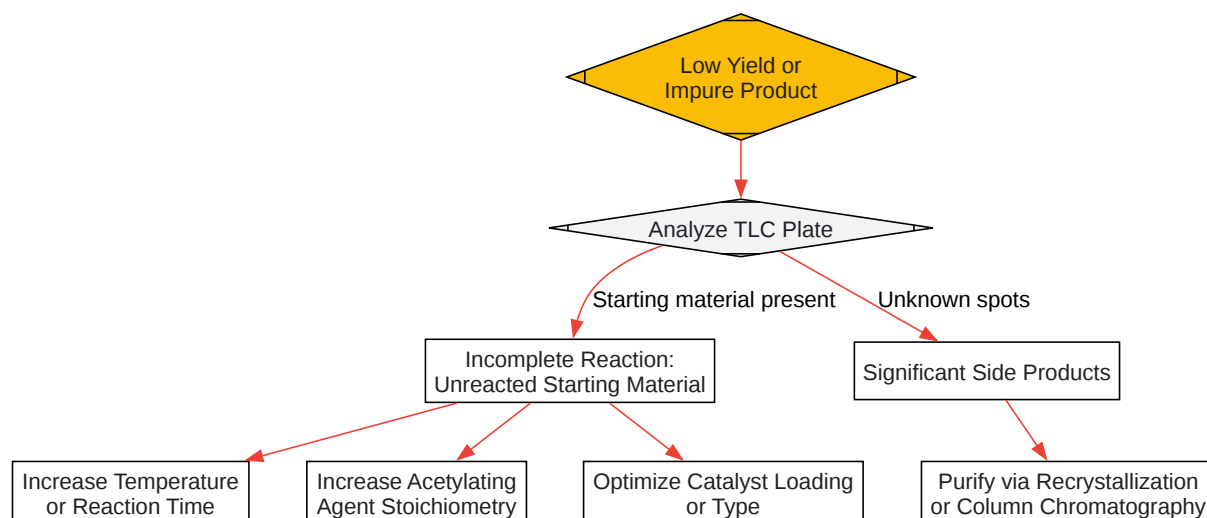 Low Yield or
Impure Product
Analyze TLC Plate
Starting material present
Unknown spots
Incomplete Reaction:
Unreacted Starting Material
Significant Side Products
Increase Temperature
or Reaction Time
Increase Acetylating
Agent Stoichiometry
Optimize Catalyst Loading
or Type
Purify via Recrystallization
or Column Chromatography